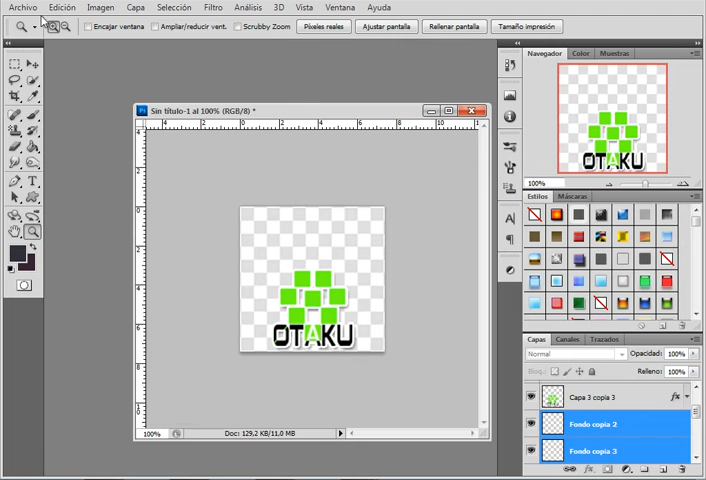 Archivo Edición Imagen Capa Selección Filtro Análisis 3D Vista Ventana Ayuda
Encajar ventana Ampliar/reducir vent. Scrubby Zoom Píxeles reales Ajustar pantalla Rellenar pantalla Tamaño impresión
Navegador Color Muestras
OTAKU
100%
Sin título-1 al 100% (RGB/8) *
OTAKU
100% Doc: 129,2 KB/11,0 MB
Estilos Máscaras
Capas Canales Trazados
Normal Opacidad: 100%
Bloq.: Relleno: 100%
Capa 3 copia 3 fx
Fondo copia 2
Fondo copia 3